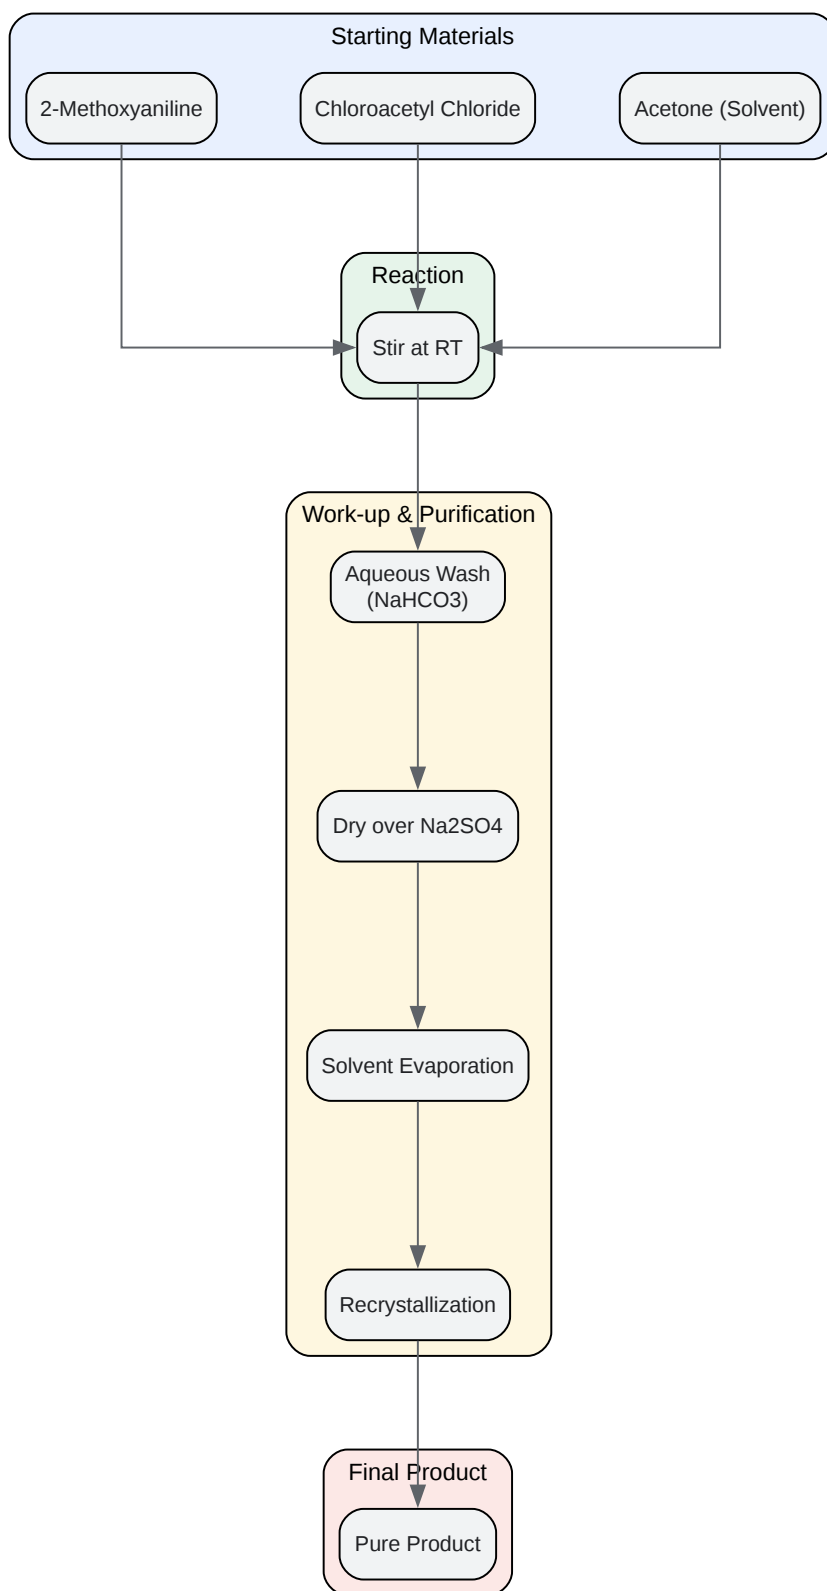 Starting Materials
2-Methoxyaniline
Chloroacetyl Chloride
Acetone (Solvent)
Reaction
Stir at RT
Work-up & Purification
Aqueous Wash
(NaHCO3)
Dry over Na2SO4
Solvent Evaporation
Recrystallization
Final Product
Pure Product